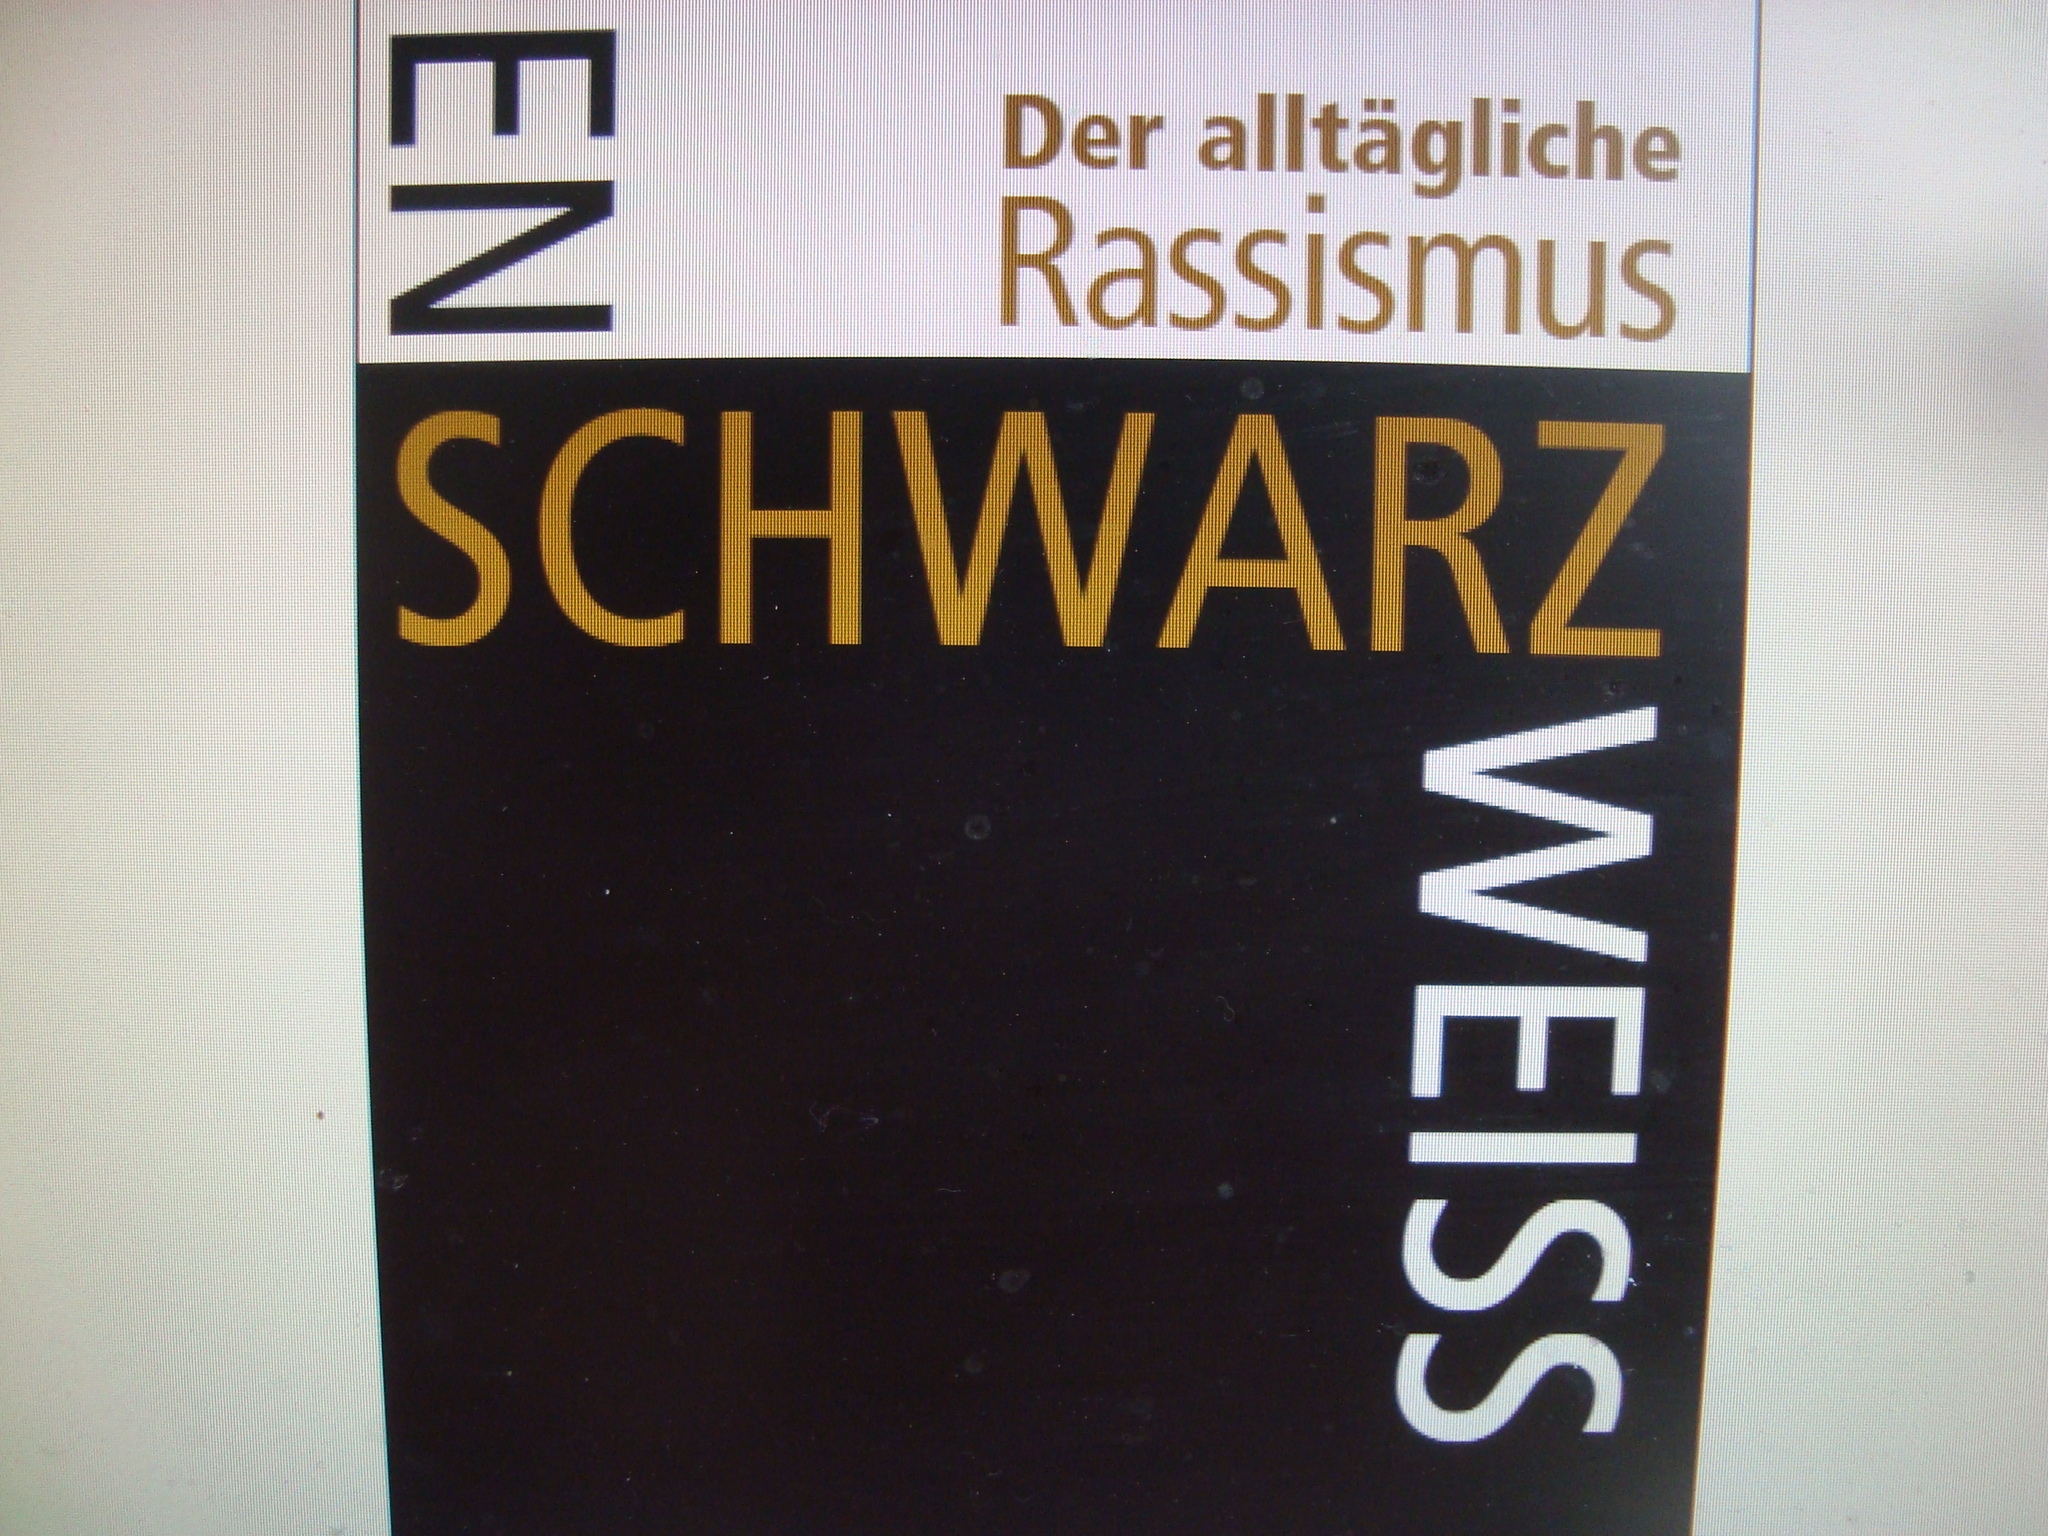 EN
Der alltägliche
Rassismus
SCHWARZ
WEISS